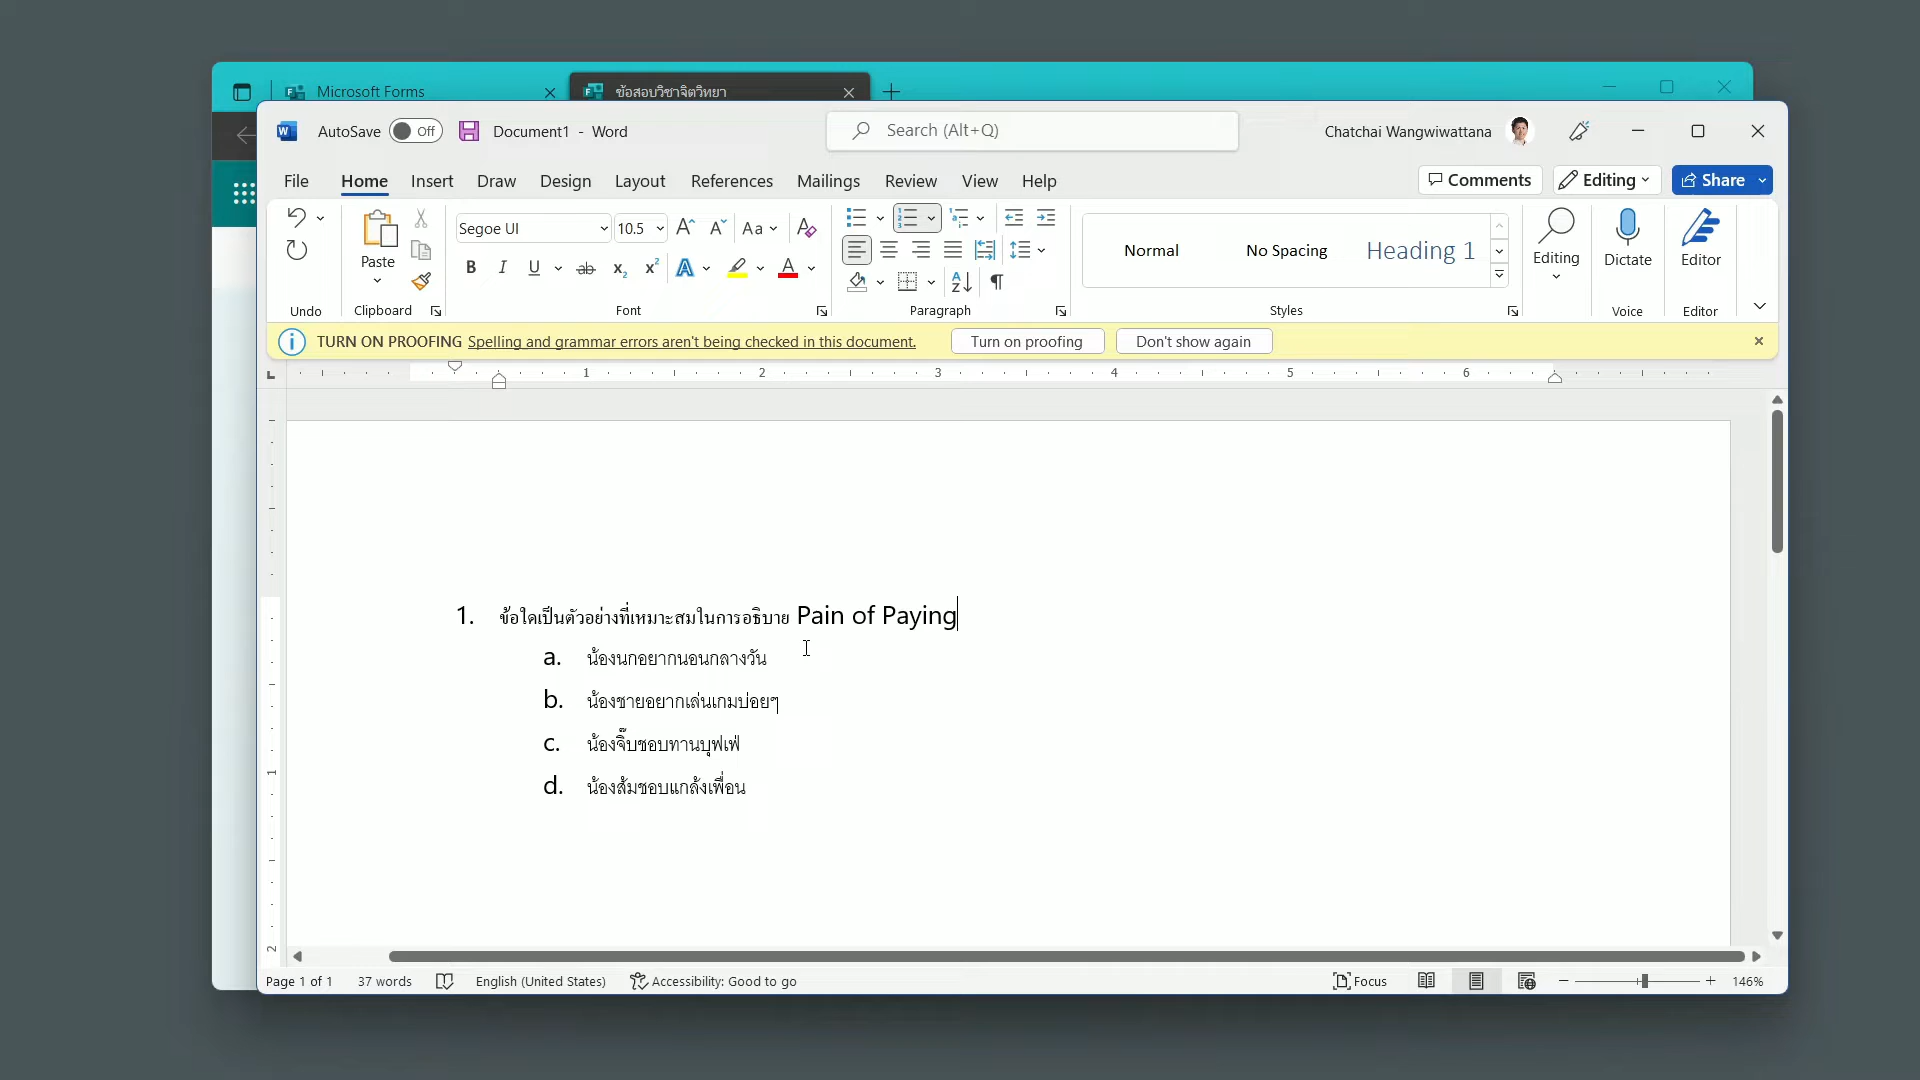 Microsoft Forms
ข้อสอบวิชาจิตวิทยา
AutoSave Off Document1 - Word
Search (Alt+Q)
Chatchai Wangwiwattana
File Home Insert Draw Design Layout References Mailings Review View Help
Comments Editing Share
Undo
Paste
Clipboard
Segoe UI 10.5
Font
Paragraph
Normal No Spacing Heading 1
Styles
Editing
Dictate
Voice
Editor
Editor
TURN ON PROOFING Spelling and grammar errors aren't being checked in this document. Turn on proofing Don't show again
1 2 3 4 5 6
1. ข้อใดเป็นตัวอย่างที่เหมาะสมในการอธิบาย Pain of Paying
a. น้องนกอยากนอนกลางวัน
b. น้องชายอยากเล่นเกมบ่อยๆ
c. น้องจิ๊บชอบทานบุฟเฟ่
d. น้องส้มชอบแกล้งเพื่อน
1
2
Page 1 of 1 37 words English (United States) Accessibility: Good to go Focus 146%